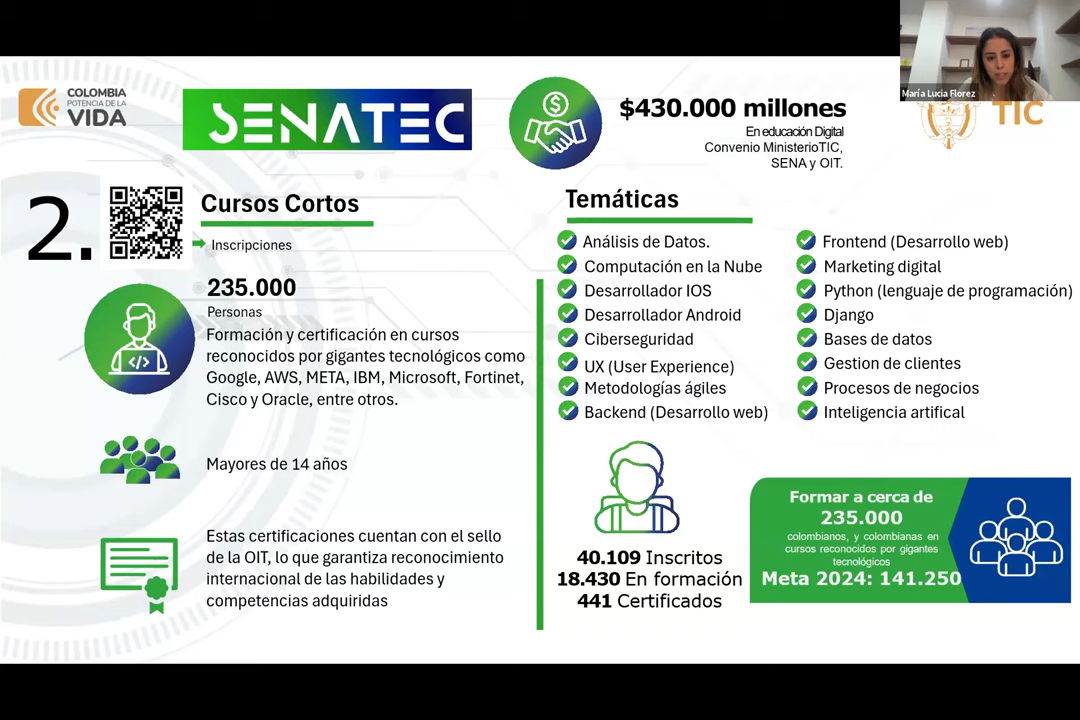 COLOMBIA
POTENCIA DE LA
VIDA
SENATEC
$430.000 millones
En educación Digital
Convenio MinisterioTIC,
SENA y OIT.
María Lucia Florez
TIC
2.
Cursos Cortos
Inscripciones
235.000
Personas
Formación y certificación en cursos
reconocidos por gigantes tecnológicos como
Google, AWS, META, IBM, Microsoft, Fortinet,
Cisco y Oracle, entre otros.
Mayores de 14 años
Estas certificaciones cuentan con el sello
de la OIT, lo que garantiza reconocimiento
internacional de las habilidades y
competencias adquiridas
Temáticas
Análisis de Datos.
Computación en la Nube
Desarrollador IOS
Desarrollador Android
Ciberseguridad
UX (User Experience)
Metodologías ágiles
Backend (Desarrollo web)
Frontend (Desarrollo web)
Marketing digital
Python (lenguaje de programación)
Django
Bases de datos
Gestion de clientes
Procesos de negocios
Inteligencia artifical
</>
40.109 Inscritos
18.430 En formación
441 Certificados
Formar a cerca de
235.000
colombianos, y colombianas en
cursos reconocidos por gigantes
tecnológicos
Meta 2024: 141.250